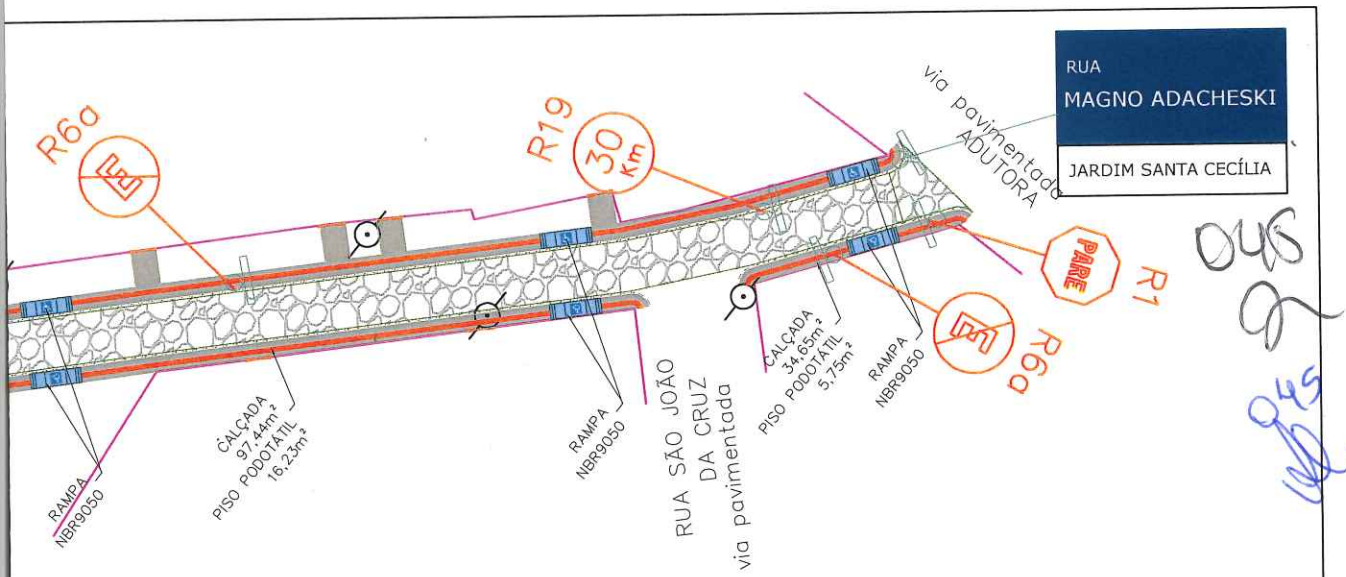 R6a
E
R19
30
Km
via pavimentada
ADUTORA
RUA
MAGNO ADACHESKI
JARDIM SANTA CECÍLIA
PARE
R1
E
R6a
CALÇADA
34,65m²
PISO PODOTÁTIL
5,75m²
RAMPA
NBR9050
RUA SÃO JOÃO
DA CRUZ
via pavimentada
RAMPA
NBR9050
CALÇADA
97,44m²
PISO PODOTÁTIL
16,23m²
RAMPA
NBR9050
045